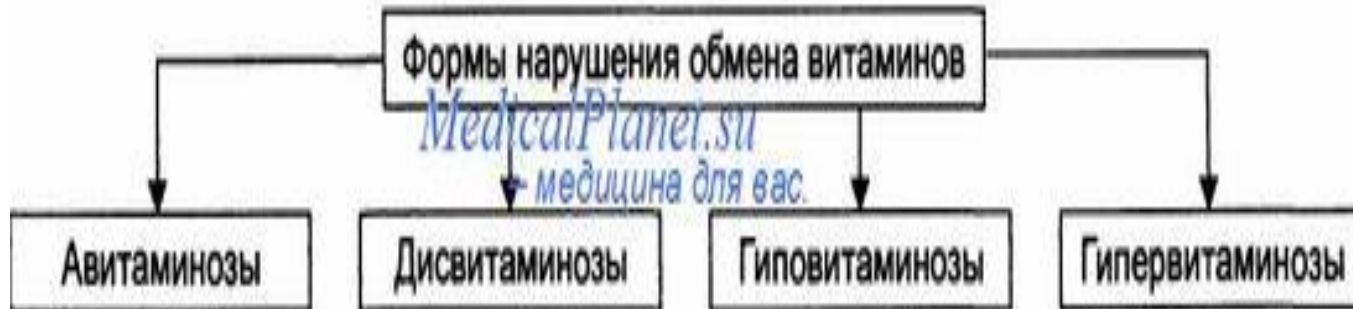 Формы нарушения обмена витаминов
MedicalPlanet.su
- медицина для вас.
Авитаминозы
Дисвитаминозы
Гиповитаминозы
Гипервитаминозы